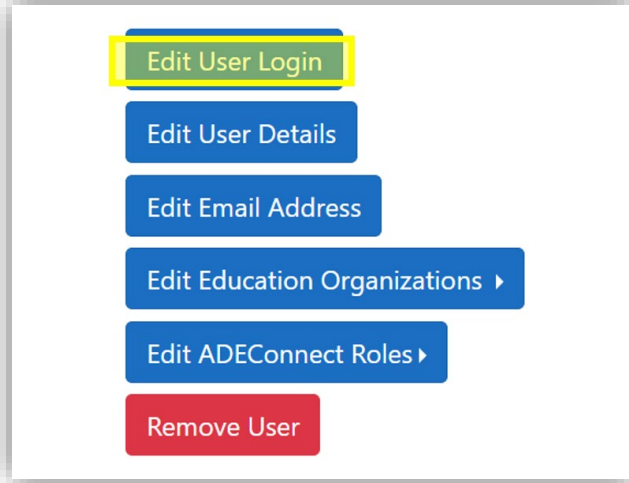 Edit User Login
Edit User Details
Edit Email Address
Edit Education Organizations
Edit ADEConnect Roles
Remove User